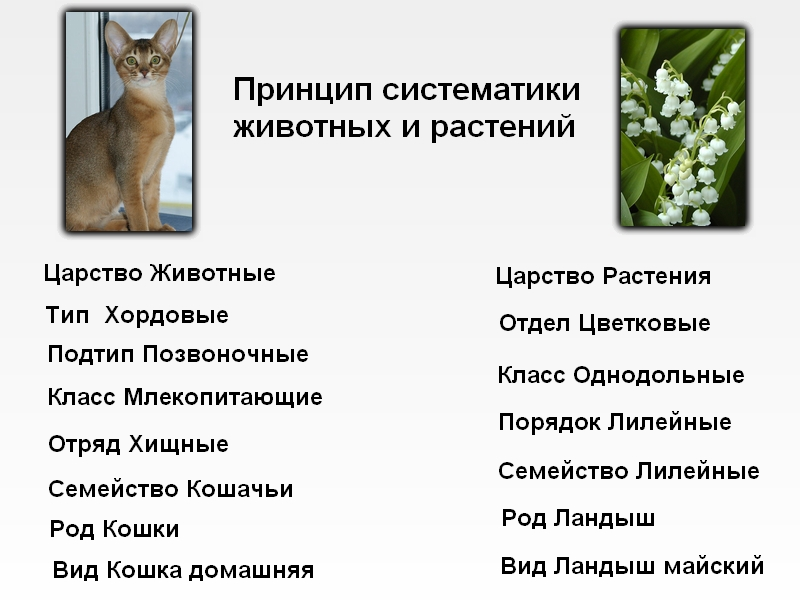 Принцип систематики
животных и растений
Царство Животные
Тип Хордовые
Подтип Позвоночные
Класс Млекопитающие
Отряд Хищные
Семейство Кошачьи
Род Кошки
Вид Кошка домашняя
Царство Растения
Отдел Цветковые
Класс Однодольные
Порядок Лилейные
Семейство Лилейные
Род Ландыш
Вид Ландыш майский